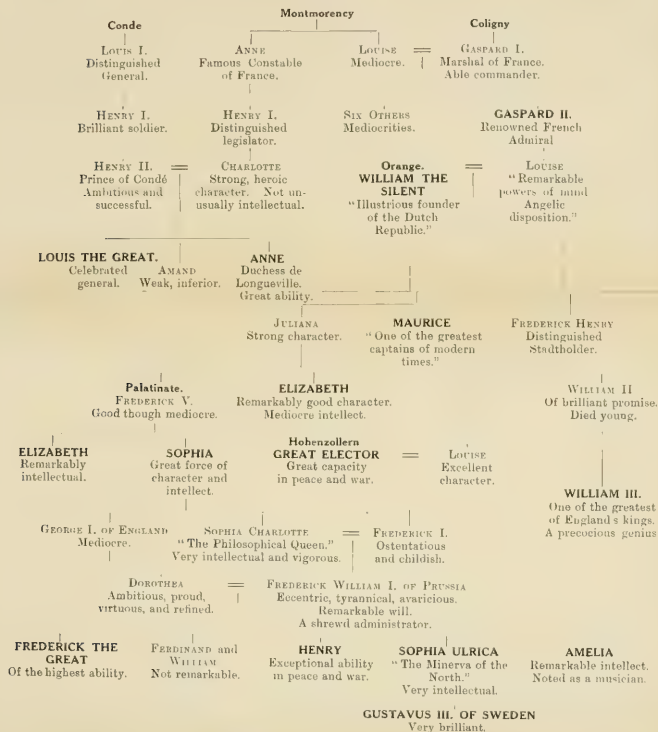 Montmorency
Conde
Coligny
LOUIS I.
Distinguished
General.
ANNE
Famous Constable
of France.
LOUISE =
Mediocre.
GASPARD I.
Marshal of France.
Able commander.
HENRY I.
Brilliant soldier.
HENRY I.
Distinguished
legislator.
SIX OTHERS
Mediocrities.
GASPARD II.
Renowned French
Admiral
HENRY II. =
Prince of Condé
Ambitious and
successful.
CHARLOTTE
Strong, heroic
character. Not un-
usually intellectual.
Orange. =
WILLIAM THE
SILENT
"Illustrious founder
of the Dutch
Republic."
LOUISE
"Remarkable
powers of mind
Angelic
disposition."
LOUIS THE GREAT.
Celebrated
general.
AMAND
Weak, inferior.
ANNE
Duchess de
Longueville.
Great ability.
JULIANA
Strong character.
MAURICE
"One of the greatest
captains of modern
times."
FREDERICK HENRY
Distinguished
Stadtholder.
Palatinate.
FREDERICK V.
Good though mediocre.
ELIZABETH
Remarkably good character.
Mediocre intellect.
WILLIAM II
Of brilliant promise.
Died young.
ELIZABETH
Remarkably
intellectual.
SOPHIA
Great force of
character and
intellect.
Hohenzollern
GREAT ELECTOR =
Great capacity
in peace and war.
LOUISE
Excellent
character.
WILLIAM III.
One of the greatest
of England's kings.
A precocious genius
GEORGE I. OF ENGLAND
Mediocre.
SOPHIA CHARLOTTE =
"The Philosophical Queen."
Very intellectual and vigorous.
FREDERICK I.
Ostentatious
and childish.
DOROTHEA =
Ambitious, proud,
virtuous, and refined.
FREDERICK WILLIAM I. OF PRUSSIA
Eccentric, tyrannical, avaricious.
Remarkable will.
A shrewd administrator.
FREDERICK THE
GREAT
Of the highest ability.
FERDINAND and
WILLIAM
Not remarkable.
HENRY
Exceptional ability
in peace and war.
SOPHIA ULRICA
"The Minerva of the
North."
Very intellectual.
AMELIA
Remarkable intellect.
Noted as a musician.
GUSTAVUS III. OF SWEDEN
Very brilliant.